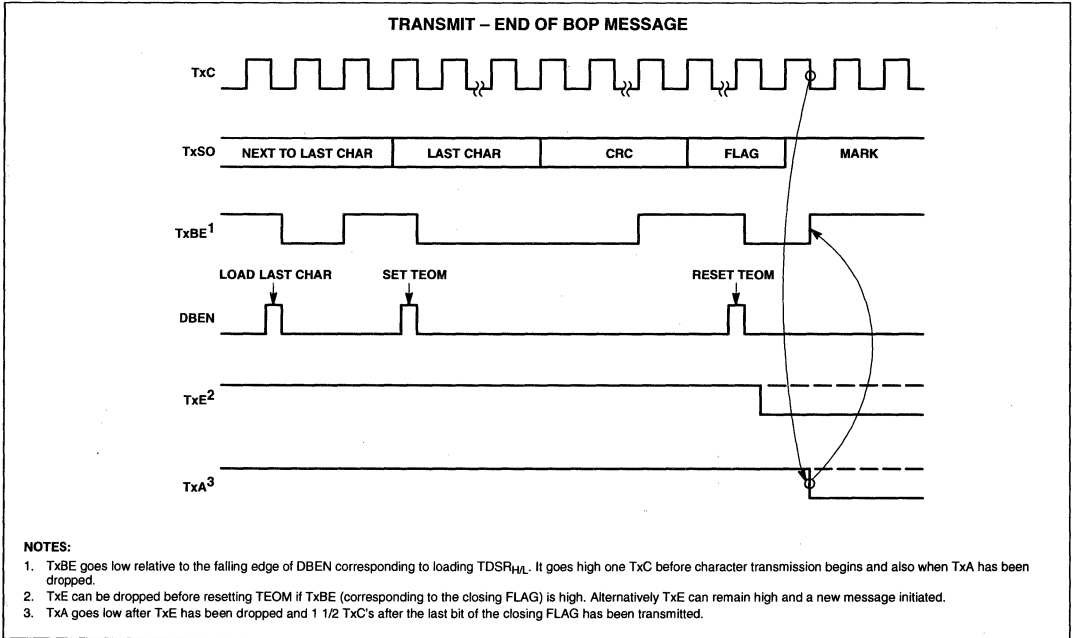 TRANSMIT – END OF BOP MESSAGE
TxC
TxSO
NEXT TO LAST CHAR
LAST CHAR
CRC
FLAG
MARK
TxBE1
LOAD LAST CHAR
SET TEOM
RESET TEOM
DBEN
TxE2
TxA3
NOTES:
1. TxBE goes low relative to the falling edge of DBEN corresponding to loading TDSRH/L. It goes high one TxC before character transmission begins and also when TxA has been
dropped.
2. TxE can be dropped before resetting TEOM if TxBE (corresponding to the closing FLAG) is high. Alternatively TxE can remain high and a new message initiated.
3. TxA goes low after TxE has been dropped and 1 1/2 TxC's after the last bit of the closing FLAG has been transmitted.